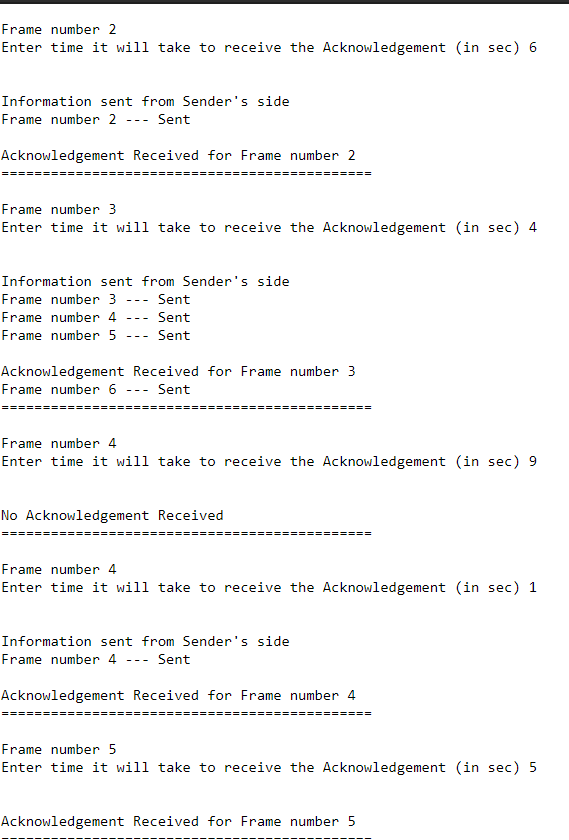 Frame number 2
Enter time it will take to receive the Acknowledgement (in sec) 6
Information sent from Sender's side
Frame number 2 --- Sent
Acknowledgement Received for Frame number 2
=============================================
Frame number 3
Enter time it will take to receive the Acknowledgement (in sec) 4
Information sent from Sender's side
Frame number 3 --- Sent
Frame number 4 --- Sent
Frame number 5 --- Sent
Acknowledgement Received for Frame number 3
Frame number 6 --- Sent
=============================================
Frame number 4
Enter time it will take to receive the Acknowledgement (in sec) 9
No Acknowledgement Received
=============================================
Frame number 4
Enter time it will take to receive the Acknowledgement (in sec) 1
Information sent from Sender's side
Frame number 4 --- Sent
Acknowledgement Received for Frame number 4
=============================================
Frame number 5
Enter time it will take to receive the Acknowledgement (in sec) 5
Acknowledgement Received for Frame number 5
=============================================